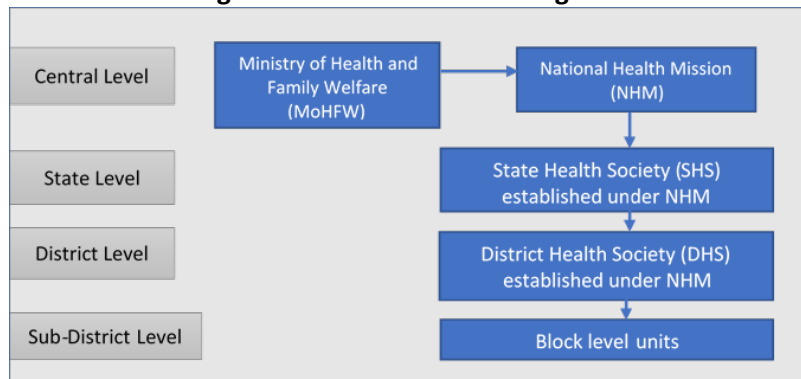 Central Level
Ministry of Health and
Family Welfare
(MoHFW)
National Health Mission
(NHM)
State Level
State Health Society (SHS)
established under NHM
District Level
District Health Society (DHS)
established under NHM
Sub-District Level
Block level units